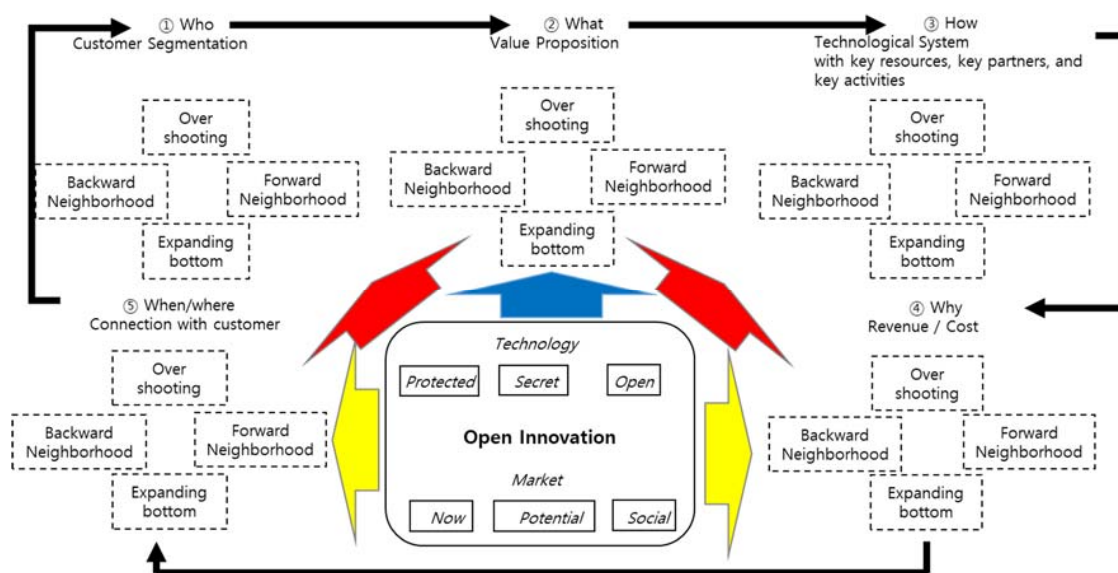 ① Who
Customer Segmentation
② What
Value Proposition
③ How
Technological System
with key resources, key partners, and
key activities
Over
shooting
Backward
Neighborhood
Forward
Neighborhood
Expanding
bottom
Over
shooting
Backward
Neighborhood
Forward
Neighborhood
Expanding
bottom
Over
shooting
Backward
Neighborhood
Forward
Neighborhood
Expanding
bottom
⑤ When/where
Connection with customer
④ Why
Revenue / Cost
Over
shooting
Backward
Neighborhood
Forward
Neighborhood
Expanding
bottom
Technology
Protected
Secret
Open
Open Innovation
Market
Now
Potential
Social
Over
shooting
Backward
Neighborhood
Forward
Neighborhood
Expanding
bottom